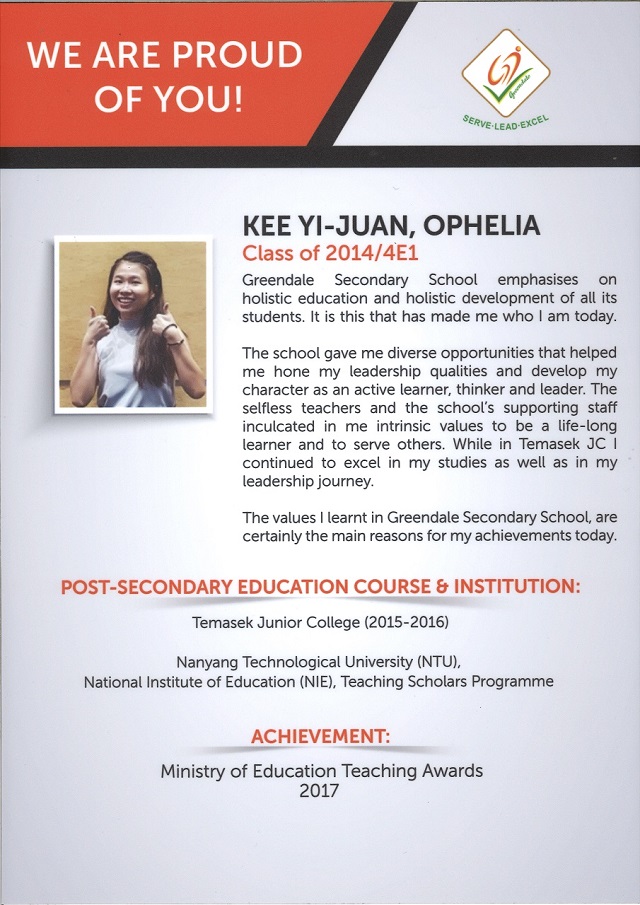 WE ARE PROUD
OF YOU!
Greendale
SERVE·LEAD·EXCEL
KEE YI-JUAN, OPHELIA
Class of 2014/4E1
Greendale Secondary School emphasises on
holistic education and holistic development of all its
students. It is this that has made me who I am today.
The school gave me diverse opportunities that helped
me hone my leadership qualities and develop my
character as an active learner, thinker and leader. The
selfless teachers and the school's supporting staff
inculcated in me intrinsic values to be a life-long
learner and to serve others. While in Temasek JC I
continued to excel in my studies as well as in my
leadership journey.
The values I learnt in Greendale Secondary School, are
certainly the main reasons for my achievements today.
POST-SECONDARY EDUCATION COURSE & INSTITUTION:
Temasek Junior College (2015-2016)
Nanyang Technological University (NTU),
National Institute of Education (NIE), Teaching Scholars Programme
ACHIEVEMENT:
Ministry of Education Teaching Awards
2017